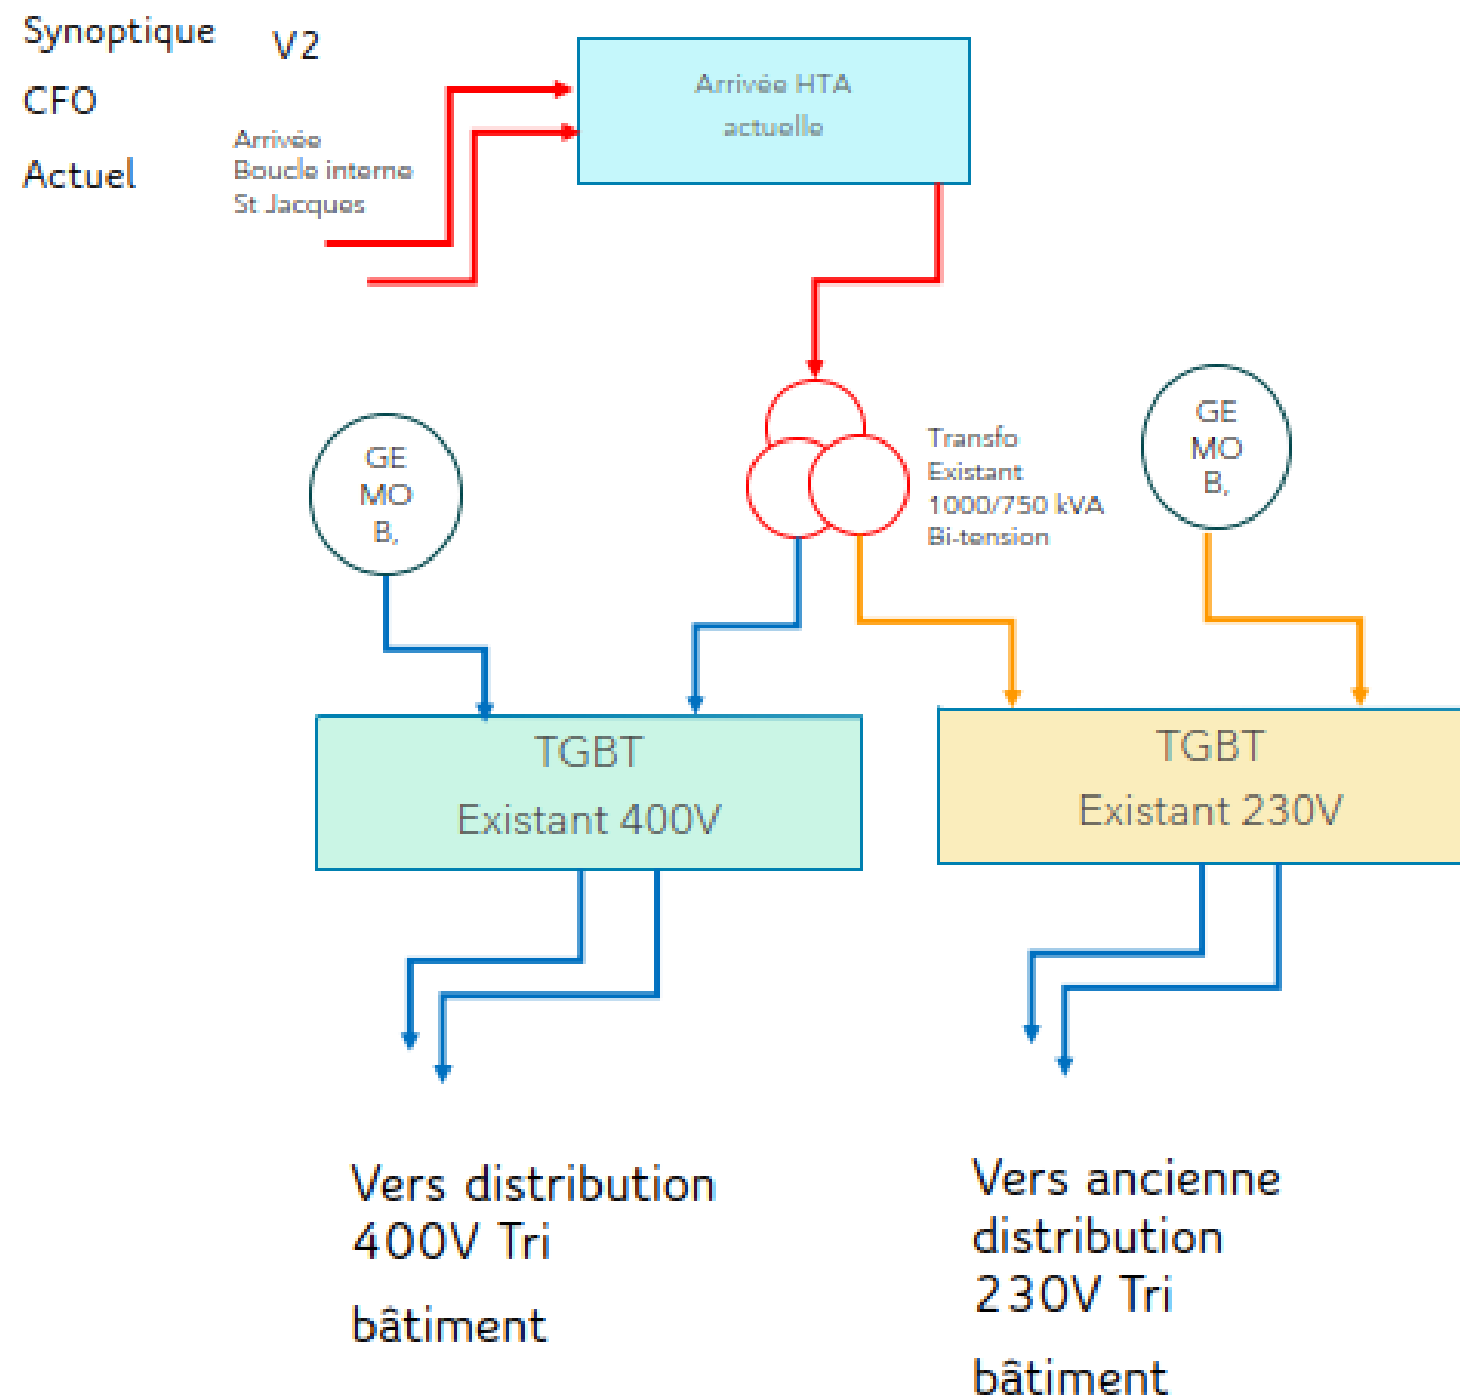 Synoptique V2
CFO
Actuel
Arrivée
Boucle interne
St Jacques
Arrivée HTA
actuelle
GE
MO
B,
Transfo
Existant
1000/750 kVA
Bi-tension
GE
MO
B,
TGBT
Existant 400V
TGBT
Existant 230V
Vers distribution
400V Tri
bâtiment
Vers ancienne
distribution
230V Tri
bâtiment